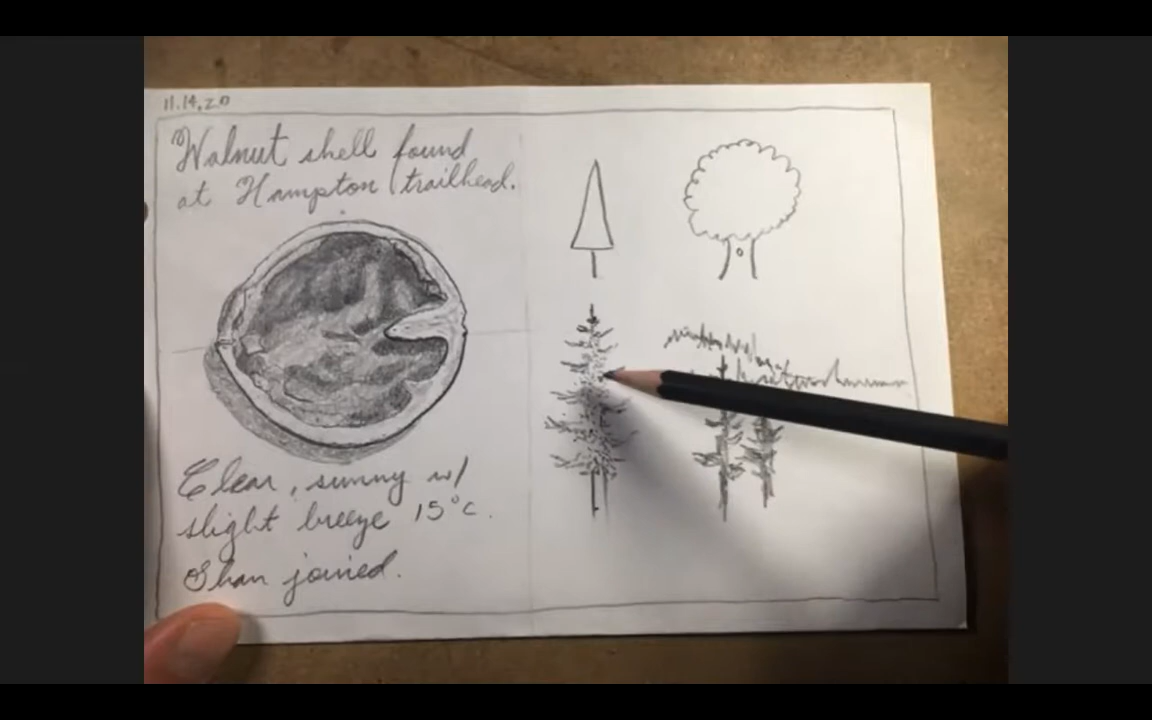 11.14.20
Walnut shell found
at Hampton trailhead.
Clear, sunny w/
slight breeze 15°C.
Shan joined.